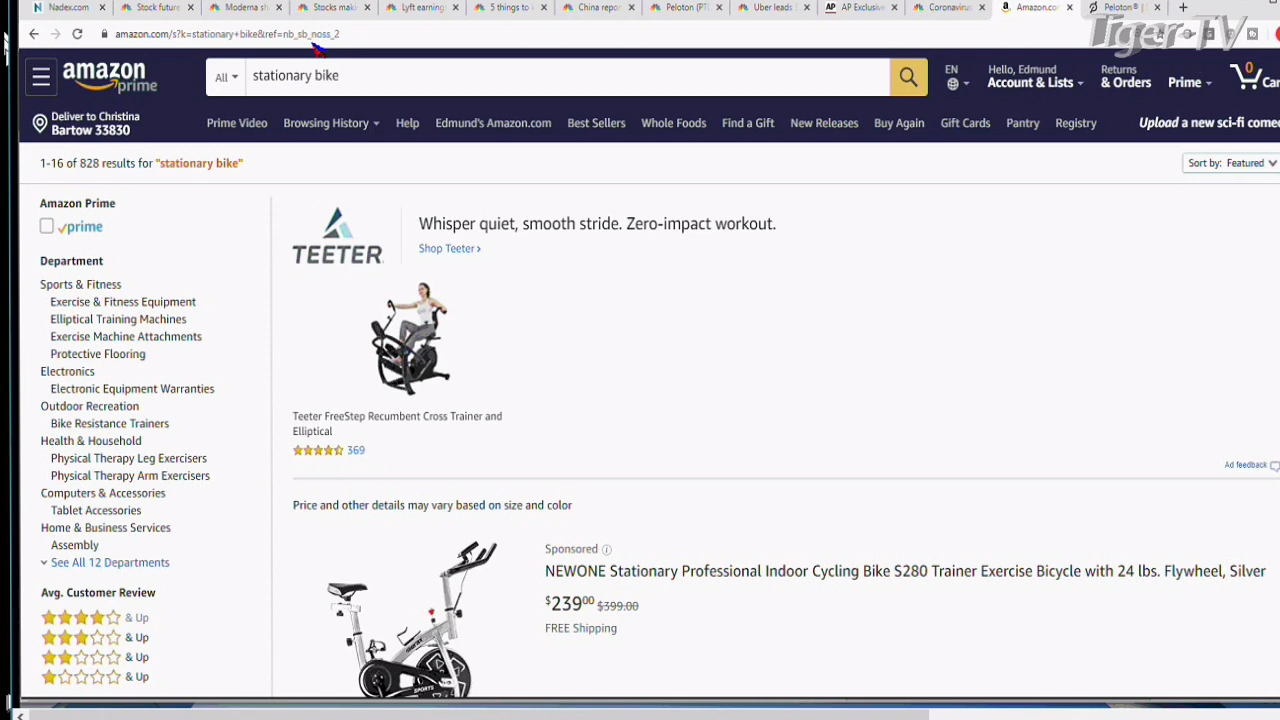 Nadex.com
Stock future
Moderna sh
Stocks maki
Lyft earning
5 things to
China repor
Peloton (PT
Uber leads
AP
AP Exclusive
Coronavirus
Amazon.co
Peloton® |
Tiger-TV
amazon.com/s?k=stationary+bike&ref=nb_sb_noss_2
amazon
prime
All
stationary bike
EN
Hello, Edmund
Account & Lists
Returns
& Orders
Prime
0
Deliver to Christina
Bartow 33830
Prime Video
Browsing History
Help
Edmund's Amazon.com
Best Sellers
Whole Foods
Find a Gift
New Releases
Buy Again
Gift Cards
Pantry
Registry
Upload a new sci-fi come
1-16 of 828 results for "stationary bike"
Sort by: Featured
Amazon Prime
prime
Department
Sports & Fitness
Exercise & Fitness Equipment
Elliptical Training Machines
Exercise Machine Attachments
Protective Flooring
Electronics
Electronic Equipment Warranties
Outdoor Recreation
Bike Resistance Trainers
Health & Household
Physical Therapy Leg Exercisers
Physical Therapy Arm Exercisers
Computers & Accessories
Tablet Accessories
Home & Business Services
Assembly
See All 12 Departments
Avg. Customer Review
& Up
& Up
& Up
& Up
TEETER
Whisper quiet, smooth stride. Zero-impact workout.
Shop Teeter ›
Teeter FreeStep Recumbent Cross Trainer and
Elliptical
369
Ad feedback
Price and other details may vary based on size and color
Sponsored
NEWONE Stationary Professional Indoor Cycling Bike S280 Trainer Exercise Bicycle with 24 lbs. Flywheel, Silver
$239.00 $399.00
FREE Shipping
SPORTS